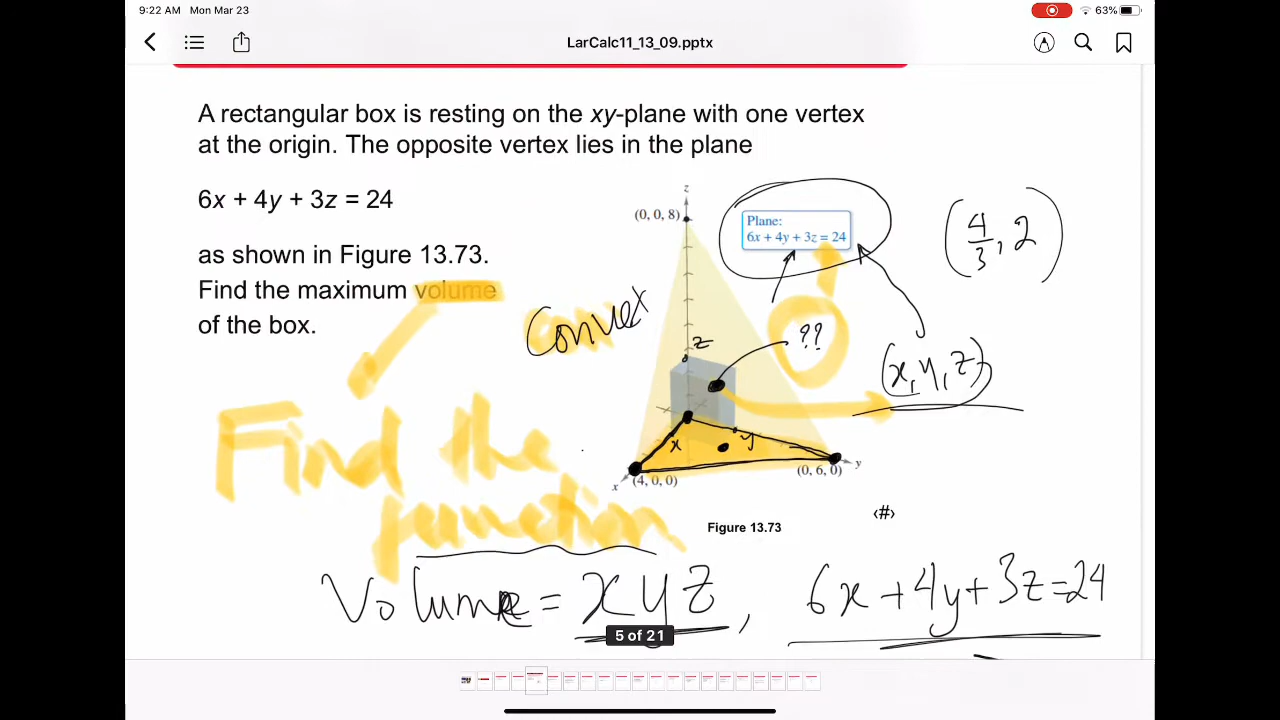 9:22 AM Mon Mar 23
63%
LarCalc11_13_09.pptx
A rectangular box is resting on the xy-plane with one vertex
at the origin. The opposite vertex lies in the plane
6x + 4y + 3z = 24
as shown in Figure 13.73.
Find the maximum volume
of the box.
z
(0, 0, 8)
Plane:
6x + 4y + 3z = 24
(4/3, 2)
Convex
z
??
(x, y, z)
x
y
(4, 0, 0)
x
(0, 6, 0)
y
Figure 13.73
‹#›
Find the
function
Volume = xyz, 6x+4y+3z=24
5 of 21